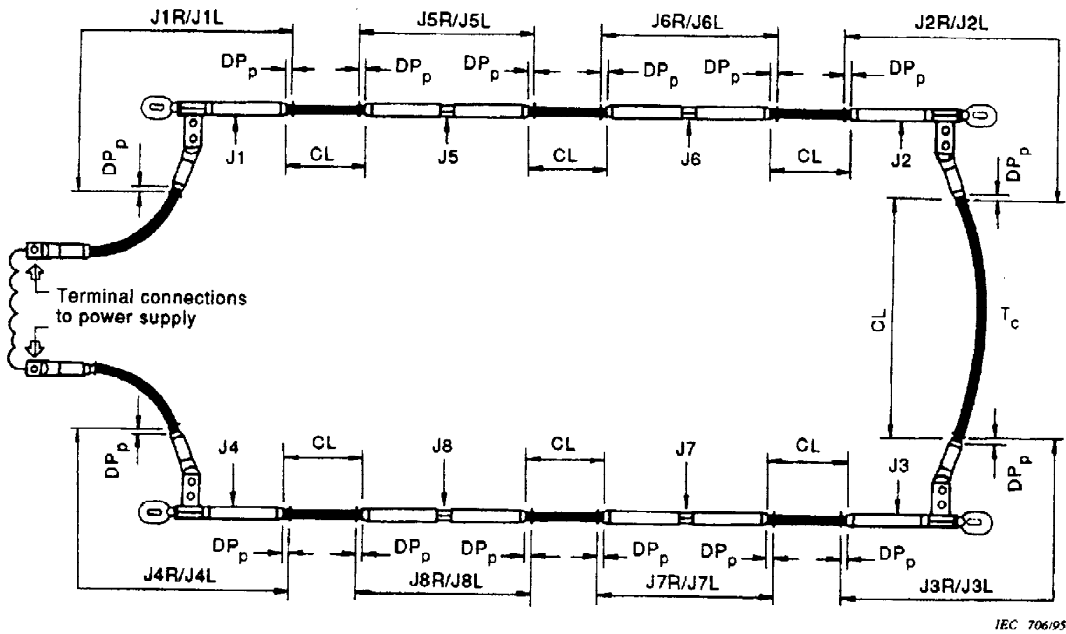 J1R/J1L J5R/J5L J6R/J6L J2R/J2L
DPp DPp DPp DPp DPp DPp
DPp
J1 CL J5 CL J6 CL J2
DPp
Terminal connections
to power supply
CL
Tc
DPp
J4 CL J8 CL J7 CL J3
DPp
DPp DPp DPp DPp DPp DPp
J4R/J4L J8R/J8L J7R/J7L J3R/J3L
IEC 706/95